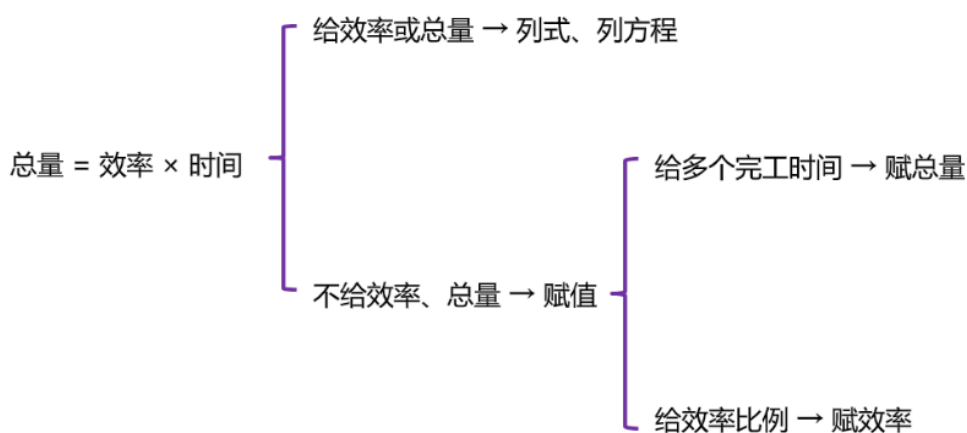 给效率或总量 → 列式、列方程
总量 = 效率 × 时间
给多个完工时间 → 赋总量
不给效率、总量 → 赋值
给效率比例 → 赋效率